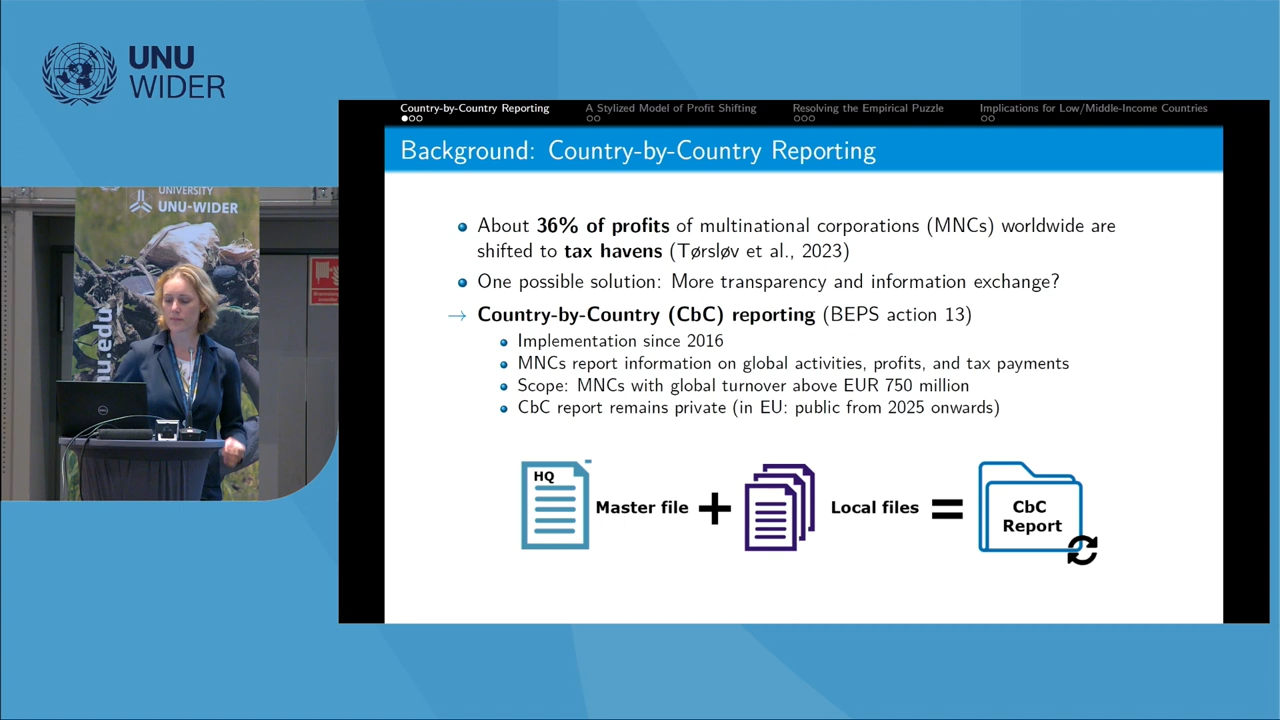 UNU
WIDER
Country-by-Country Reporting
A Stylized Model of Profit Shifting
Resolving the Empirical Puzzle
Implications for Low/Middle-Income Countries
Background: Country-by-Country Reporting
About 36% of profits of multinational corporations (MNCs) worldwide are
shifted to tax havens (Tørsløv et al., 2023)
One possible solution: More transparency and information exchange?
→ Country-by-Country (CbC) reporting (BEPS action 13)
Implementation since 2016
MNCs report information on global activities, profits, and tax payments
Scope: MNCs with global turnover above EUR 750 million
CbC report remains private (in EU: public from 2025 onwards)
HQ
Master file
+
Local files
=
CbC
Report
UNIVERSITY
UNU-WIDER
nu.edu
DELL